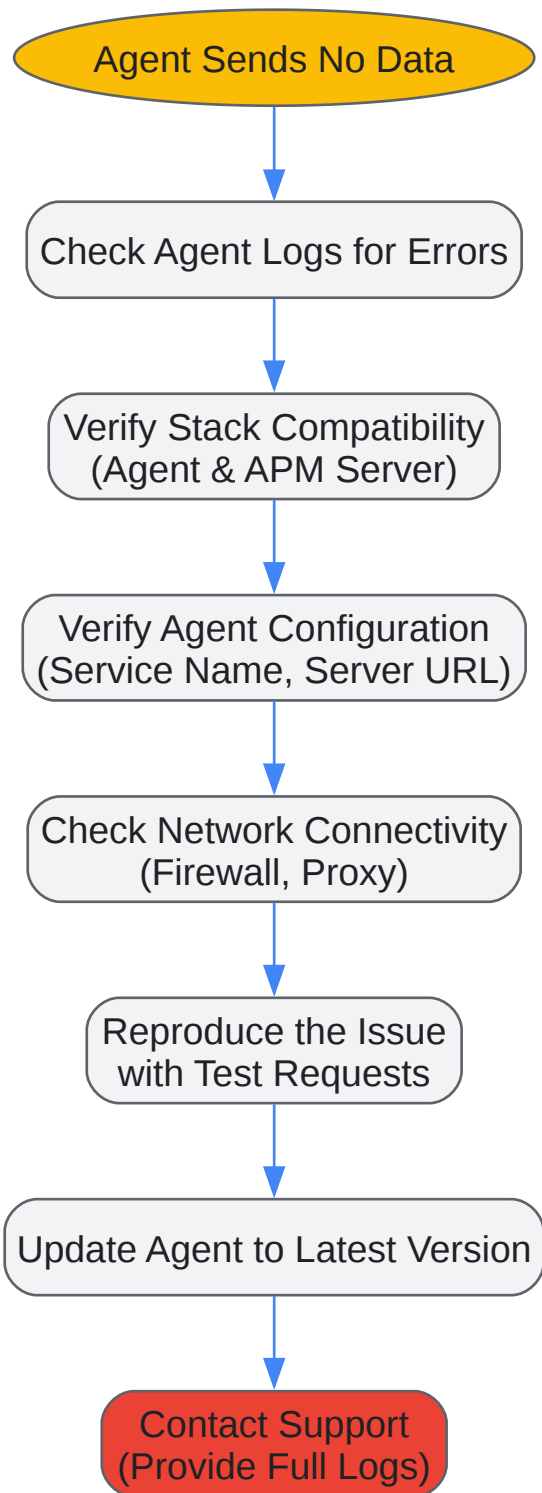 Agent Sends No Data
Check Agent Logs for Errors
Verify Stack Compatibility
(Agent & APM Server)
Verify Agent Configuration
(Service Name, Server URL)
Check Network Connectivity
(Firewall, Proxy)
Reproduce the Issue
with Test Requests
Update Agent to Latest Version
Contact Support
(Provide Full Logs)